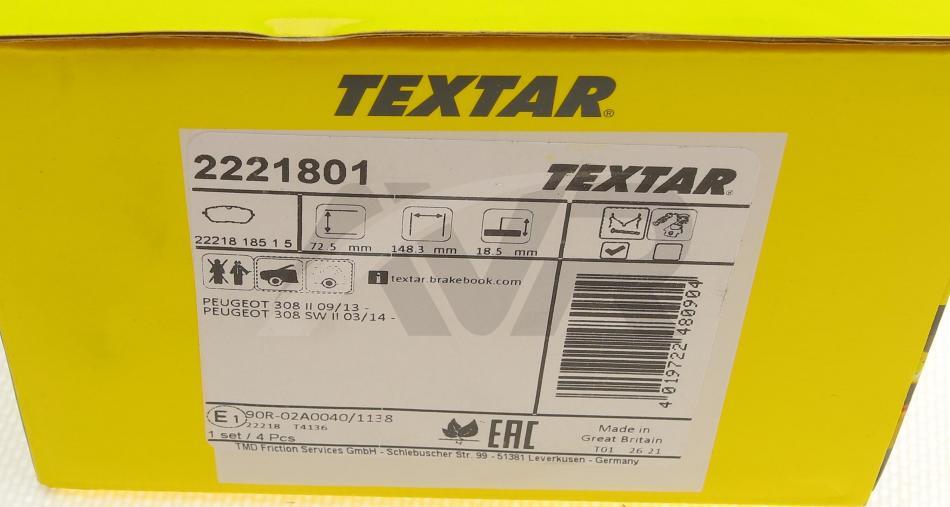 TEXTAR®
2221801
TEXTAR®
22218 185 1 5
72.5 mm
148.3 mm
18.5 mm
i textar.brakebook.com
PEUGEOT 308 II 09/13 -
PEUGEOT 308 SW II 03/14 -
4 019722 480904
E1 90R-02A0040/1138
22218 T4136
1 set / 4 Pcs
EAC
Made in
Great Britain
T01 26 21
TMD Friction Services GmbH - Schlebuscher Str. 99 - 51381 Leverkusen - Germany